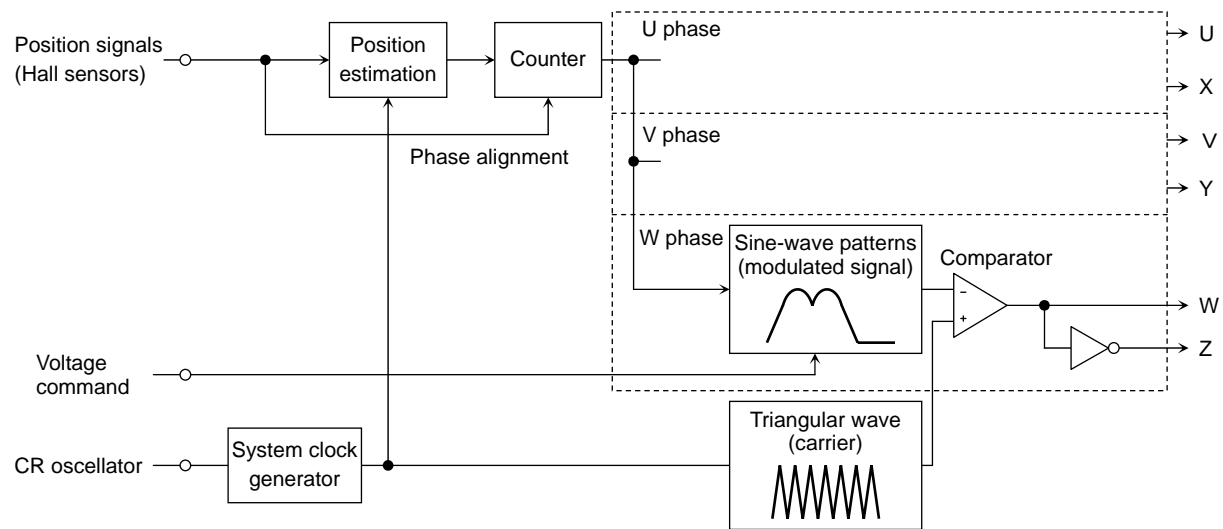 Position signals
(Hall sensors)
Position
estimation
Counter
Phase alignment
U phase
U
X
V phase
V
Y
W phase
Sine-wave patterns
(modulated signal)
Comparator
−
+
W
Z
Voltage
command
CR oscellator
System clock
generator
Triangular wave
(carrier)